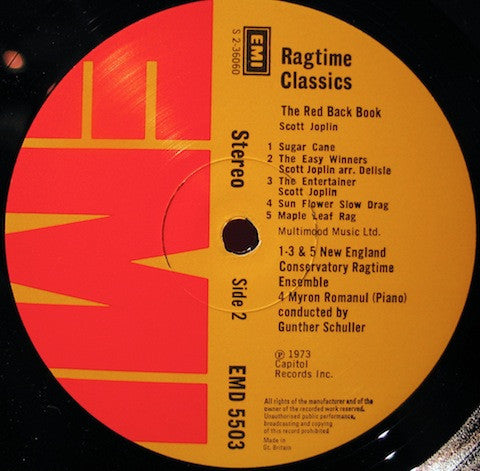 EMI
S 2-36060
Ragtime
Classics
The Red Back Book
Scott Joplin
1 Sugar Cane
2 The Easy Winners
Scott Joplin arr. Delisle
3 The Entertainer
Scott Joplin
4 Sun Flower Slow Drag
5 Maple Leaf Rag
Multimood Music Ltd.
1-3 & 5 New England
Conservatory Ragtime
Ensemble
4 Myron Romanul (Piano)
conducted by
Gunther Schuller
Ⓟ 1973
Capitol
Records Inc.
All rights of the manufacturer and of the
owner of the recorded work reserved.
Unauthorised public performance,
broadcasting and copying
of this record prohibited
Made in
Gt. Britain
Stereo
Side 2
EMD 5503
EMI